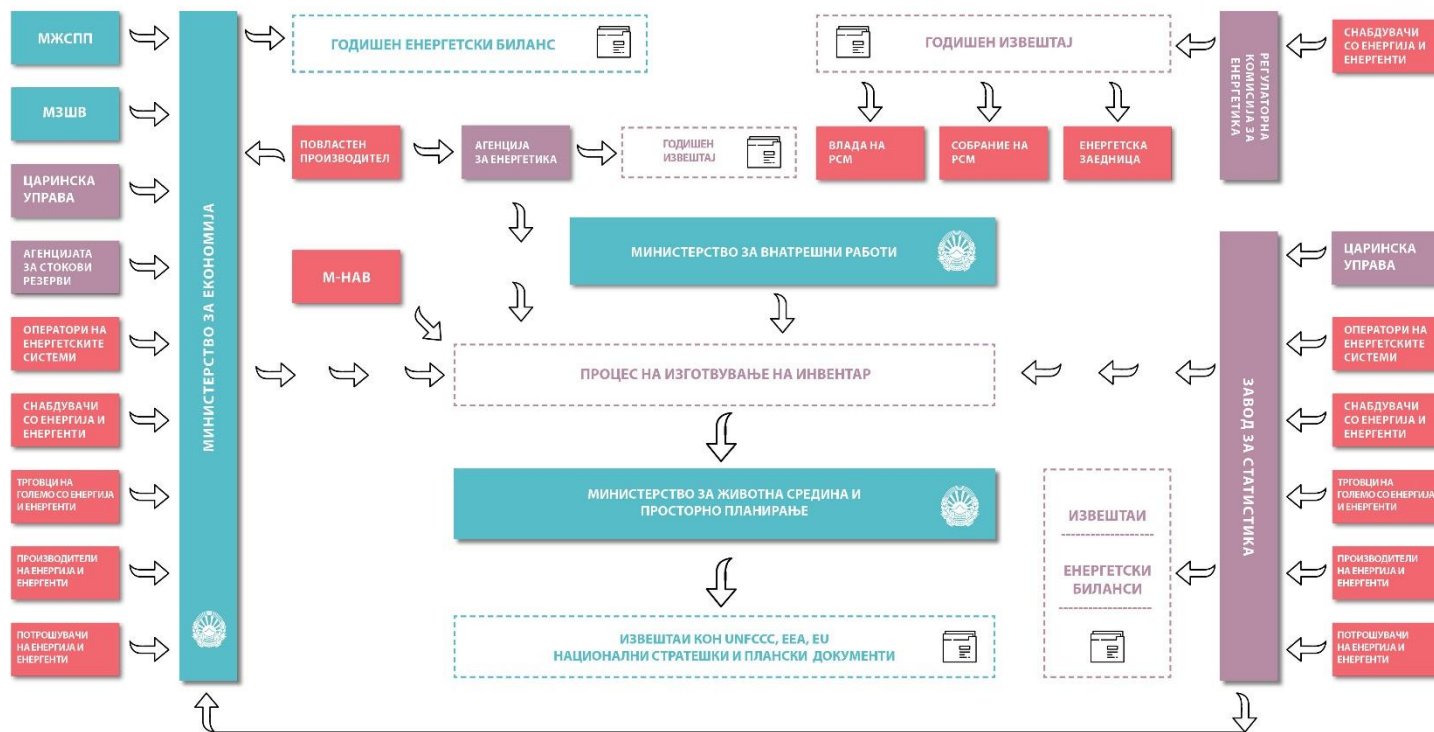 МЖСПП
МЗШВ
ЦАРИНСКА
УПРАВА
АГЕНЦИЈАТА
ЗА СТОКОВИ
РЕЗЕРВИ
ОПЕРАТОРИ НА
ЕНЕРГЕТСКИТЕ
СИСТЕМИ
СНАБДУВАЧИ
СО ЕНЕРГИЈА И
ЕНЕРГЕНТИ
ТРГОВЦИ НА
ГОЛЕМО СО ЕНЕРГИЈА
И ЕНЕРГЕНТИ
ПРОИЗВОДИТЕЛИ
НА ЕНЕРГИЈА И
ЕНЕРГЕНТИ
ПОТРОШУВАЧИ
НА ЕНЕРГИЈА И
ЕНЕРГЕНТИ
МИНИСТЕРСТВО ЗА ЕКОНОМИЈА
ГОДИШЕН ЕНЕРГЕТСКИ БИЛАНС
ПОВЛАСТЕН
ПРОИЗВОДИТЕЛ
АГЕНЦИЈА
ЗА ЕНЕРГЕТИКА
ГОДИШЕН
ИЗВЕШТАЈ
М-НАВ
ГОДИШЕН ИЗВЕШТАЈ
ВЛАДА НА
РСМ
СОБРАНИЕ НА
РСМ
ЕНЕРГЕТСКА
ЗАЕДНИЦА
МИНИСТЕРСТВО ЗА ВНАТРЕШНИ РАБОТИ
ПРОЦЕС НА ИЗГОТВУВАЊЕ НА ИНВЕНТАР
МИНИСТЕРСТВО ЗА ЖИВОТНА СРЕДИНА И
ПРОСТОРНО ПЛАНИРАЊЕ
ИЗВЕШТАИ КОН UNFCCC, EEA, EU
НАЦИОНАЛНИ СТРАТЕШКИ И ПЛАНСКИ ДОКУМЕНТИ
ИЗВЕШТАИ
ЕНЕРГЕТСКИ
БИЛАНСИ
РЕГУЛАТОРНА
КОМИСИЈА ЗА
ЕНЕРГЕТИКА
ЗАВОД ЗА СТАТИСТИКА
СНАБДУВАЧИ
СО ЕНЕРГИЈА И
ЕНЕРГЕНТИ
ЦАРИНСКА
УПРАВА
ОПЕРАТОРИ НА
ЕНЕРГЕТСКИТЕ
СИСТЕМИ
СНАБДУВАЧИ
СО ЕНЕРГИЈА И
ЕНЕРГЕНТИ
ТРГОВЦИ НА
ГОЛЕМО СО ЕНЕРГИЈА
И ЕНЕРГЕНТИ
ПРОИЗВОДИТЕЛИ
НА ЕНЕРГИЈА И
ЕНЕРГЕНТИ
ПОТРОШУВАЧИ
НА ЕНЕРГИЈА И
ЕНЕРГЕНТИ